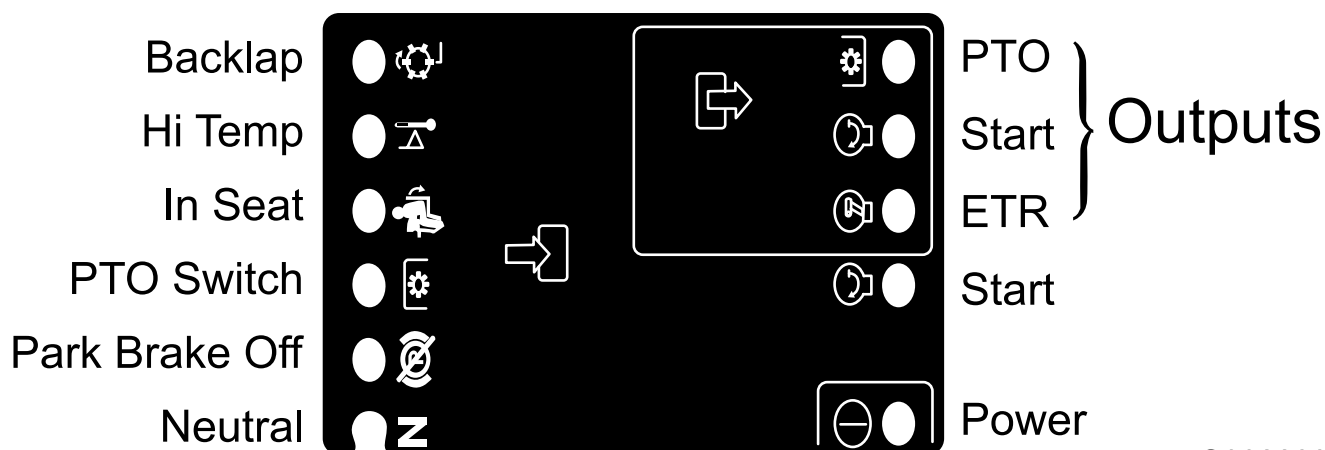 Backlap
Hi Temp
In Seat
PTO Switch
Park Brake Off
Neutral
N
PTO
Start
ETR
Outputs
Start
Power